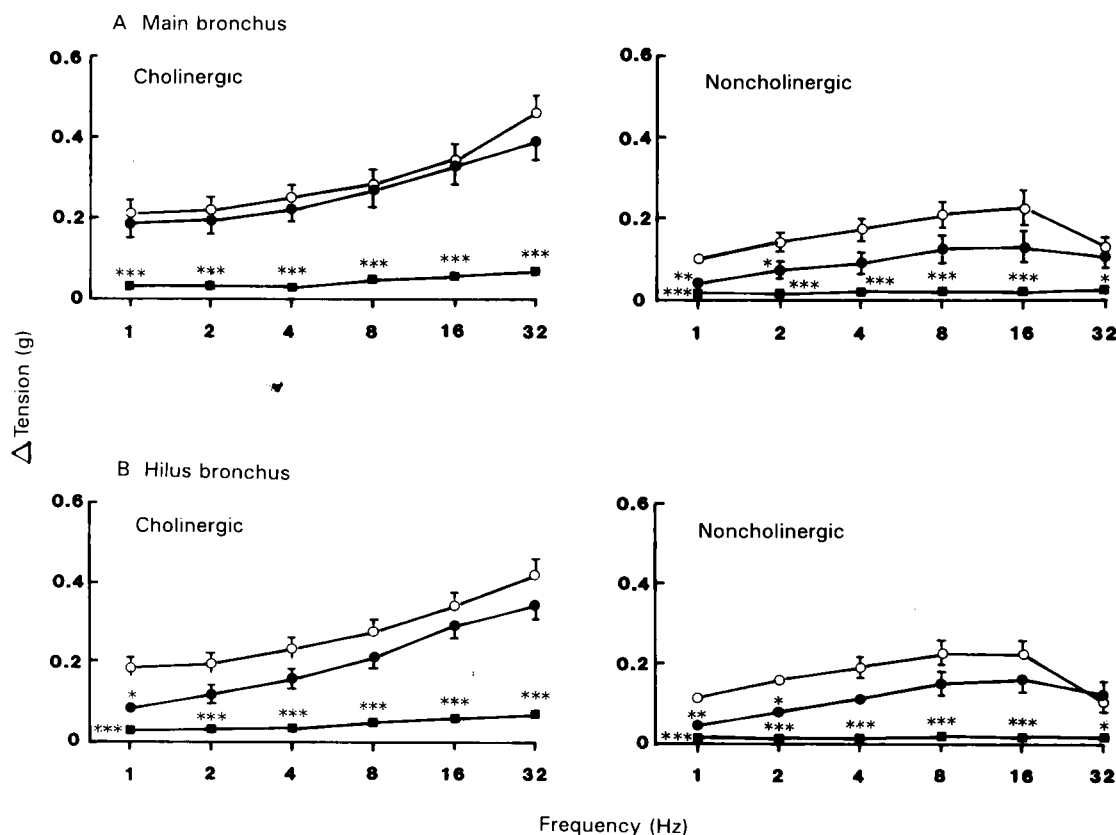 A Main bronchus
0.6
Cholinergic
0.4
0.2
*** *** *** *** *** ***
0
1 2 4 8 16 32
0.6
Noncholinergic
0.4
0.2
** *
*** *** *** *** *** *
0
1 2 4 8 16 32
Δ Tension (g)
B Hilus bronchus
0.6
Cholinergic
0.4
0.2
*
*** *** *** *** *** ***
0
1 2 4 8 16 32
0.6
Noncholinergic
0.4
0.2
** *
*** *** *** *** *** *
0
1 2 4 8 16 32
Frequency (Hz)